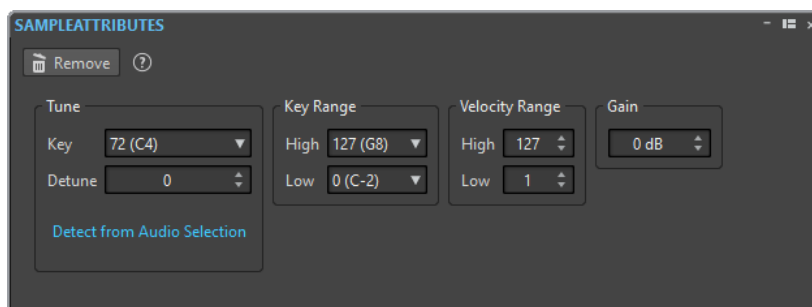 SAMPLEATTRIBUTES
Remove
Tune
Key 72 (C4)
Detune 0
Detect from Audio Selection
Key Range
High 127 (G8)
Low 0 (C-2)
Velocity Range
High 127
Low 1
Gain
0 dB